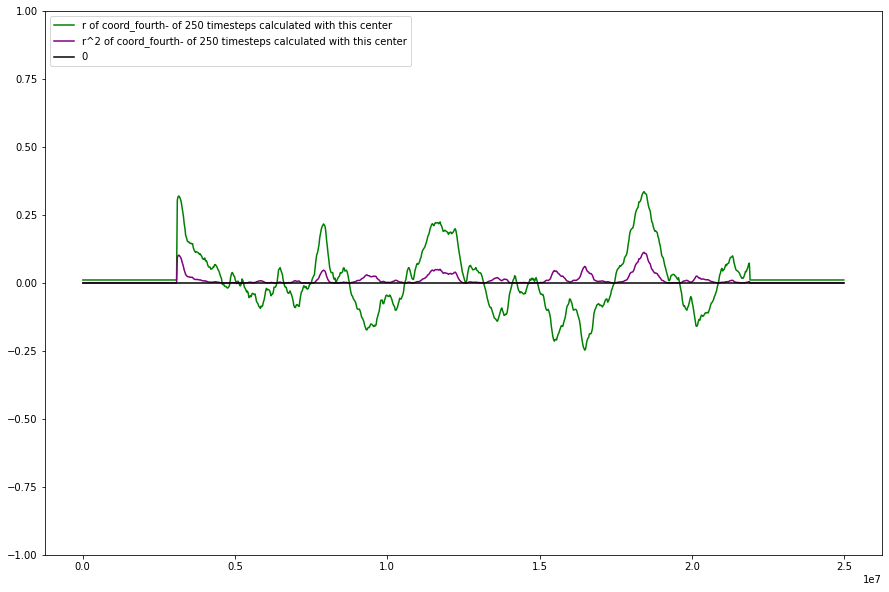 1.00
0.75
0.50
0.25
0.00
−0.25
−0.50
−0.75
−1.00
r of coord_fourth- of 250 timesteps calculated with this center
r^2 of coord_fourth- of 250 timesteps calculated with this center
0
0.0 0.5 1.0 1.5 2.0 2.5
1e7